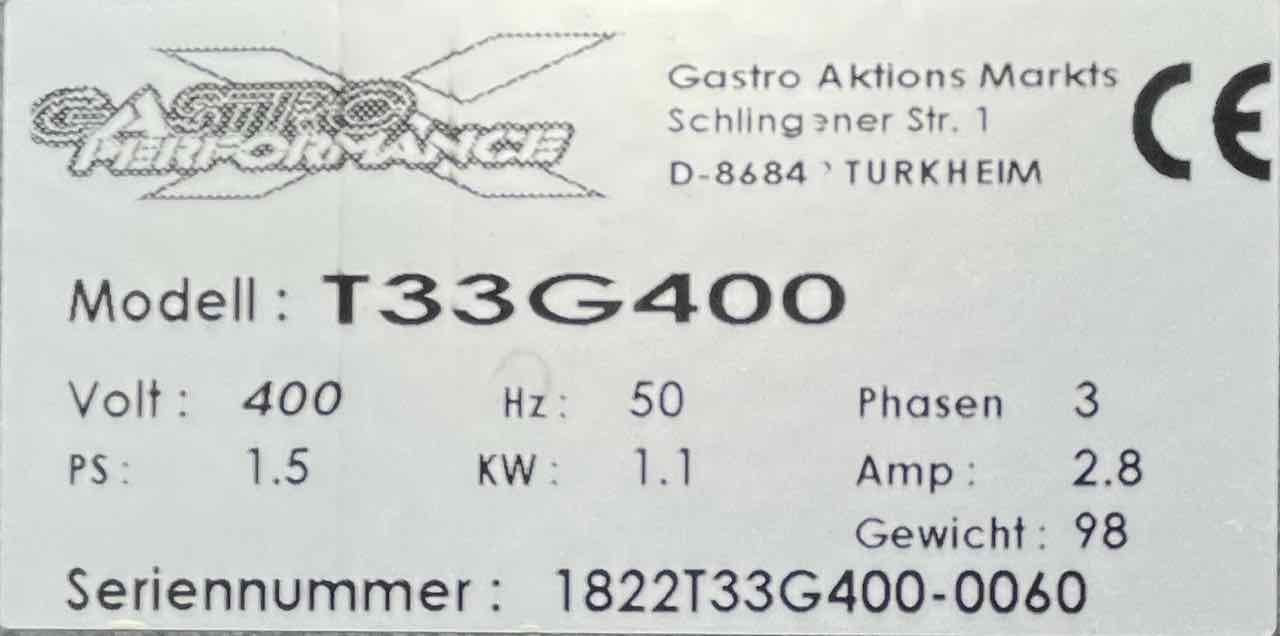 GASTRO
PERFORMANCE
Gastro Aktions Markts
Str. 1
TURKHEIM
CE
Modell : T33G400
Volt : 400 Hz : 50 Phasen 3
PS : 1.5 KW : 1.1 Amp : 2.8
Gewicht : 98
Seriennummer : 1822T33G400-0060